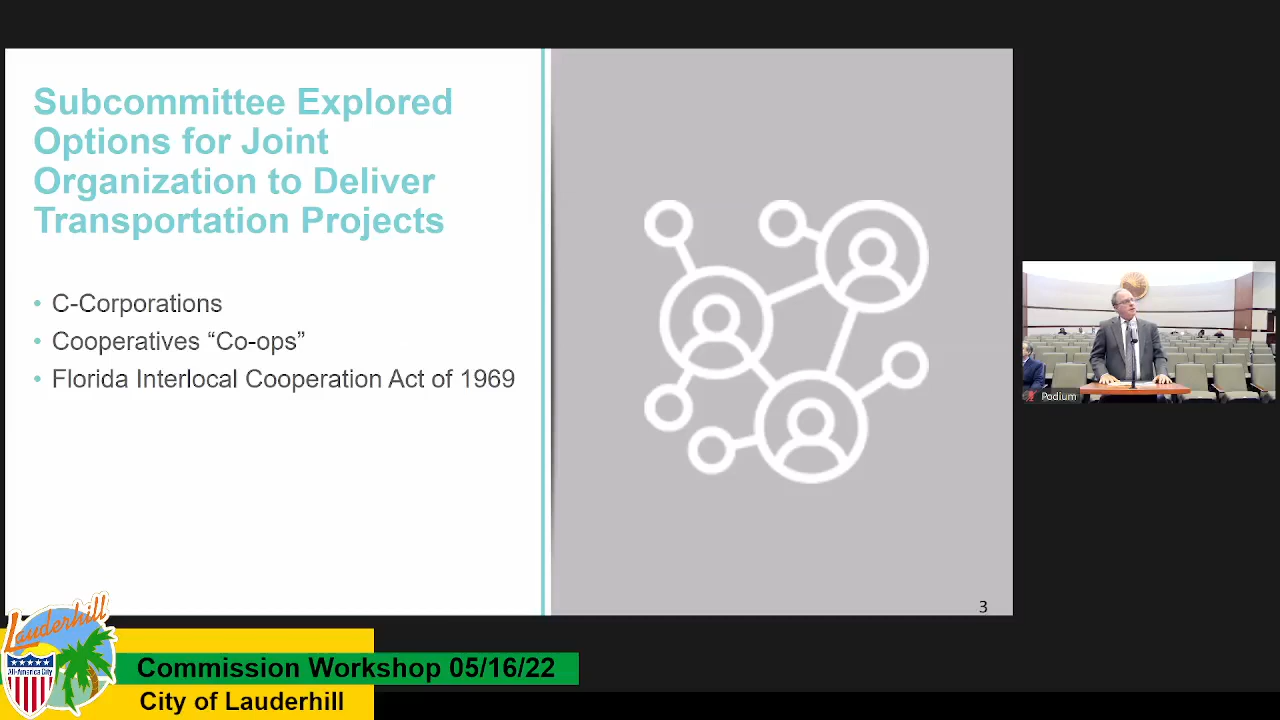 Subcommittee Explored
Options for Joint
Organization to Deliver
Transportation Projects
• C-Corporations
• Cooperatives “Co-ops”
• Florida Interlocal Cooperation Act of 1969
3
Podium
Lauderhill
All-America City
Commission Workshop 05/16/22
City of Lauderhill